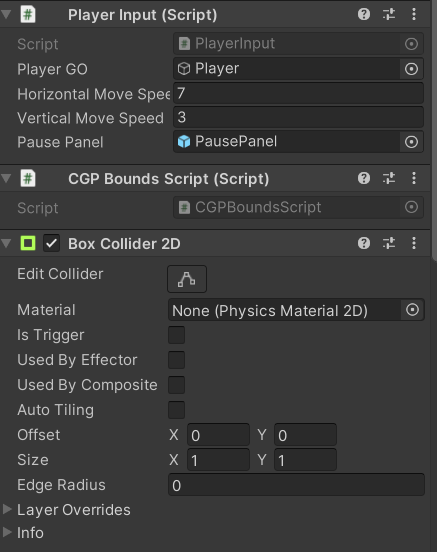 Player Input (Script)
Script PlayerInput
Player GO Player
Horizontal Move Spee 7
Vertical Move Speed 3
Pause Panel PausePanel
CGP Bounds Script (Script)
Script CGPBoundsScript
Box Collider 2D
Edit Collider
Material None (Physics Material 2D)
Is Trigger
Used By Effector
Used By Composite
Auto Tiling
Offset X 0 Y 0
Size X 1 Y 1
Edge Radius 0
Layer Overrides
Info